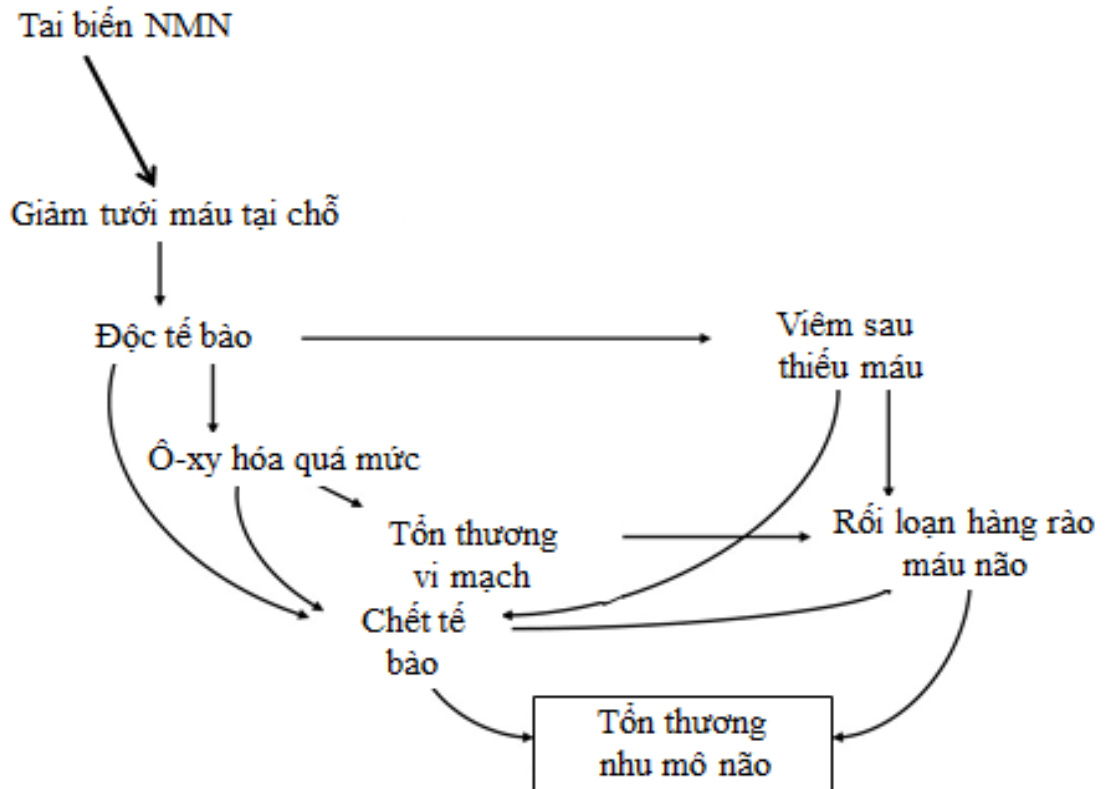 Tai biến NMN
Giảm tưới máu tại chỗ
Độc tế bào
Viêm sau
thiếu máu
Ô-xy hóa quá mức
Tổn thương
vi mạch
Rối loạn hàng rào
máu não
Chết tế
bào
Tổn thương
nhu mô não